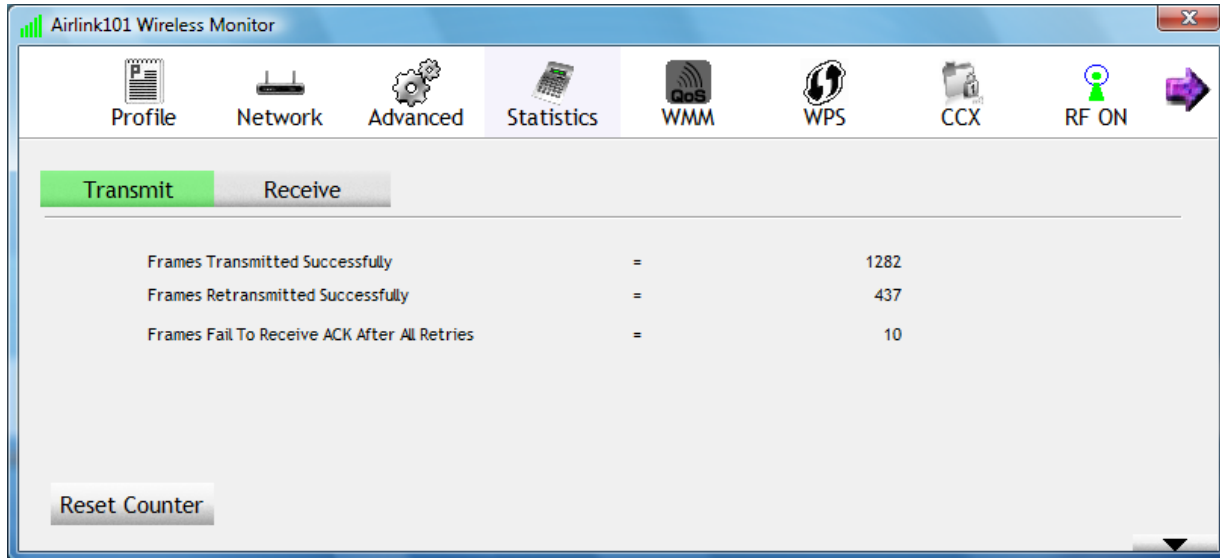 Airlink101 Wireless Monitor
X
P
QoS
Profile Network Advanced Statistics WMM WPS CCX RF ON
Transmit Receive
Frames Transmitted Successfully = 1282
Frames Retransmitted Successfully = 437
Frames Fail To Receive ACK After All Retries = 10
Reset Counter